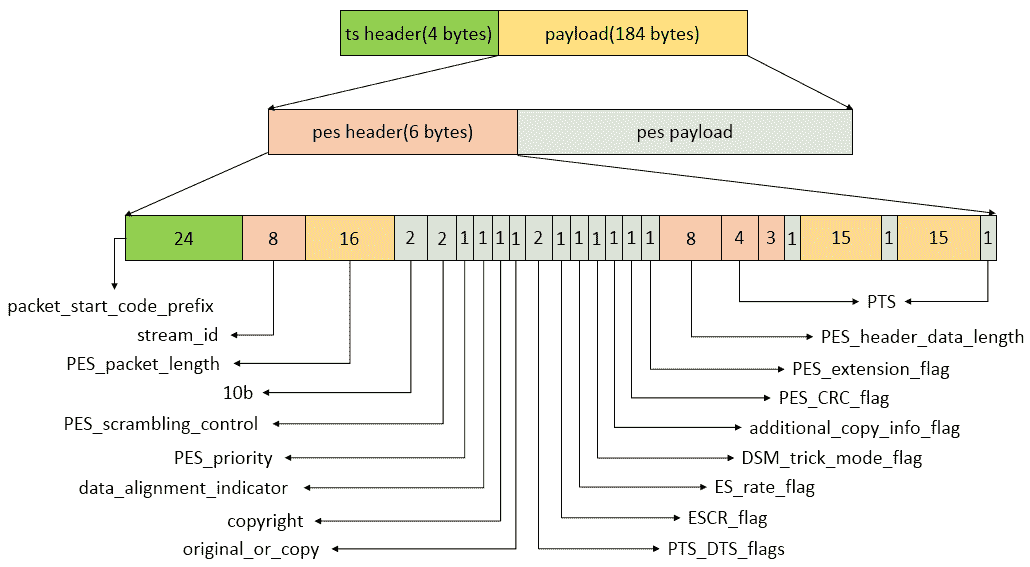 ts header(4 bytes) payload(184 bytes)
pes header(6 bytes) pes payload
24 8 16 2 2 1 1 1 1 2 1 1 1 1 1 1 8 4 3 1 15 1 15 1
packet_start_code_prefix
stream_id
PES_packet_length
10b
PES_scrambling_control
PES_priority
data_alignment_indicator
copyright
original_or_copy
PTS
PES_header_data_length
PES_extension_flag
PES_CRC_flag
additional_copy_info_flag
DSM_trick_mode_flag
ES_rate_flag
ESCR_flag
PTS_DTS_flags